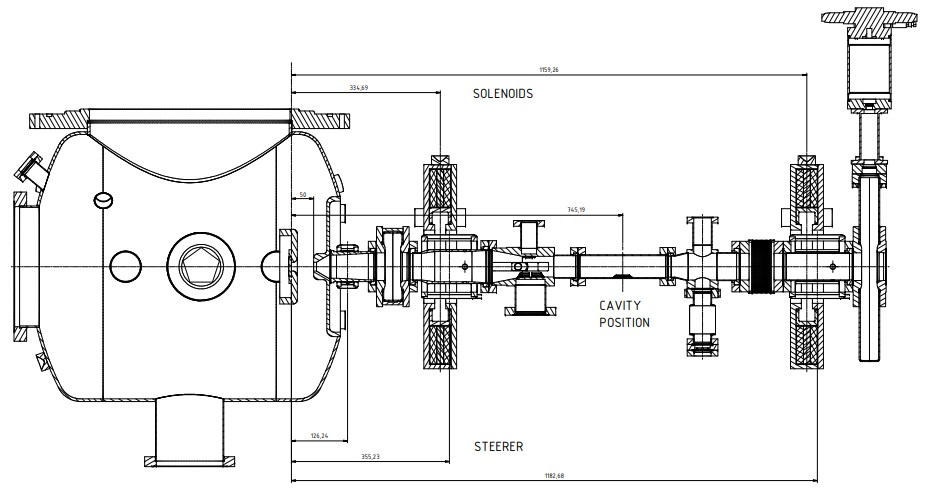 1159,26
334,69
SOLENOIDS
50
745,19
CAVITY
POSITION
126,24
STEERER
355,23
1182,68